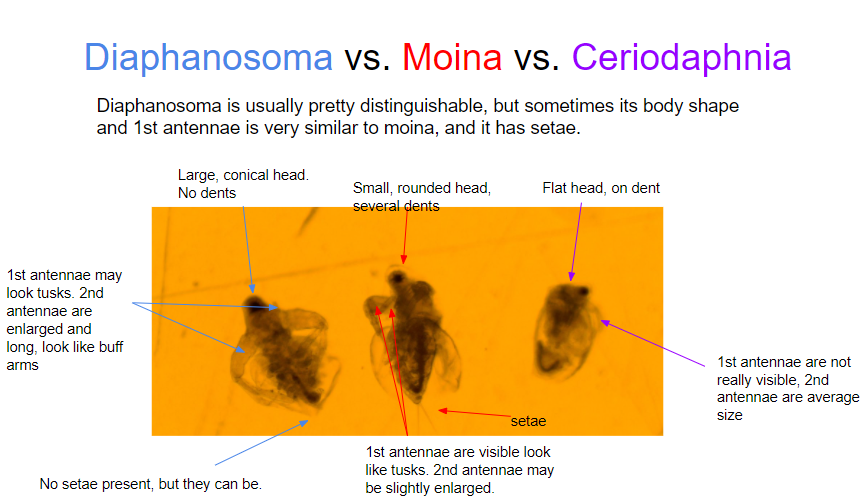 Diaphanosoma vs. Moina vs. Ceriodaphnia
Diaphanosoma is usually pretty distinguishable, but sometimes its body shape
and 1st antennae is very similar to moina, and it has setae.
Large, conical head.
No dents
Small, rounded head,
several dents
Flat head, on dent
1st antennae may
look tusks. 2nd
antennae are
enlarged and
long, look like buff
arms
1st antennae are not
really visible, 2nd
antennae are average
size
setae
1st antennae are visible look
like tusks. 2nd antennae may
be slightly enlarged.
No setae present, but they can be.